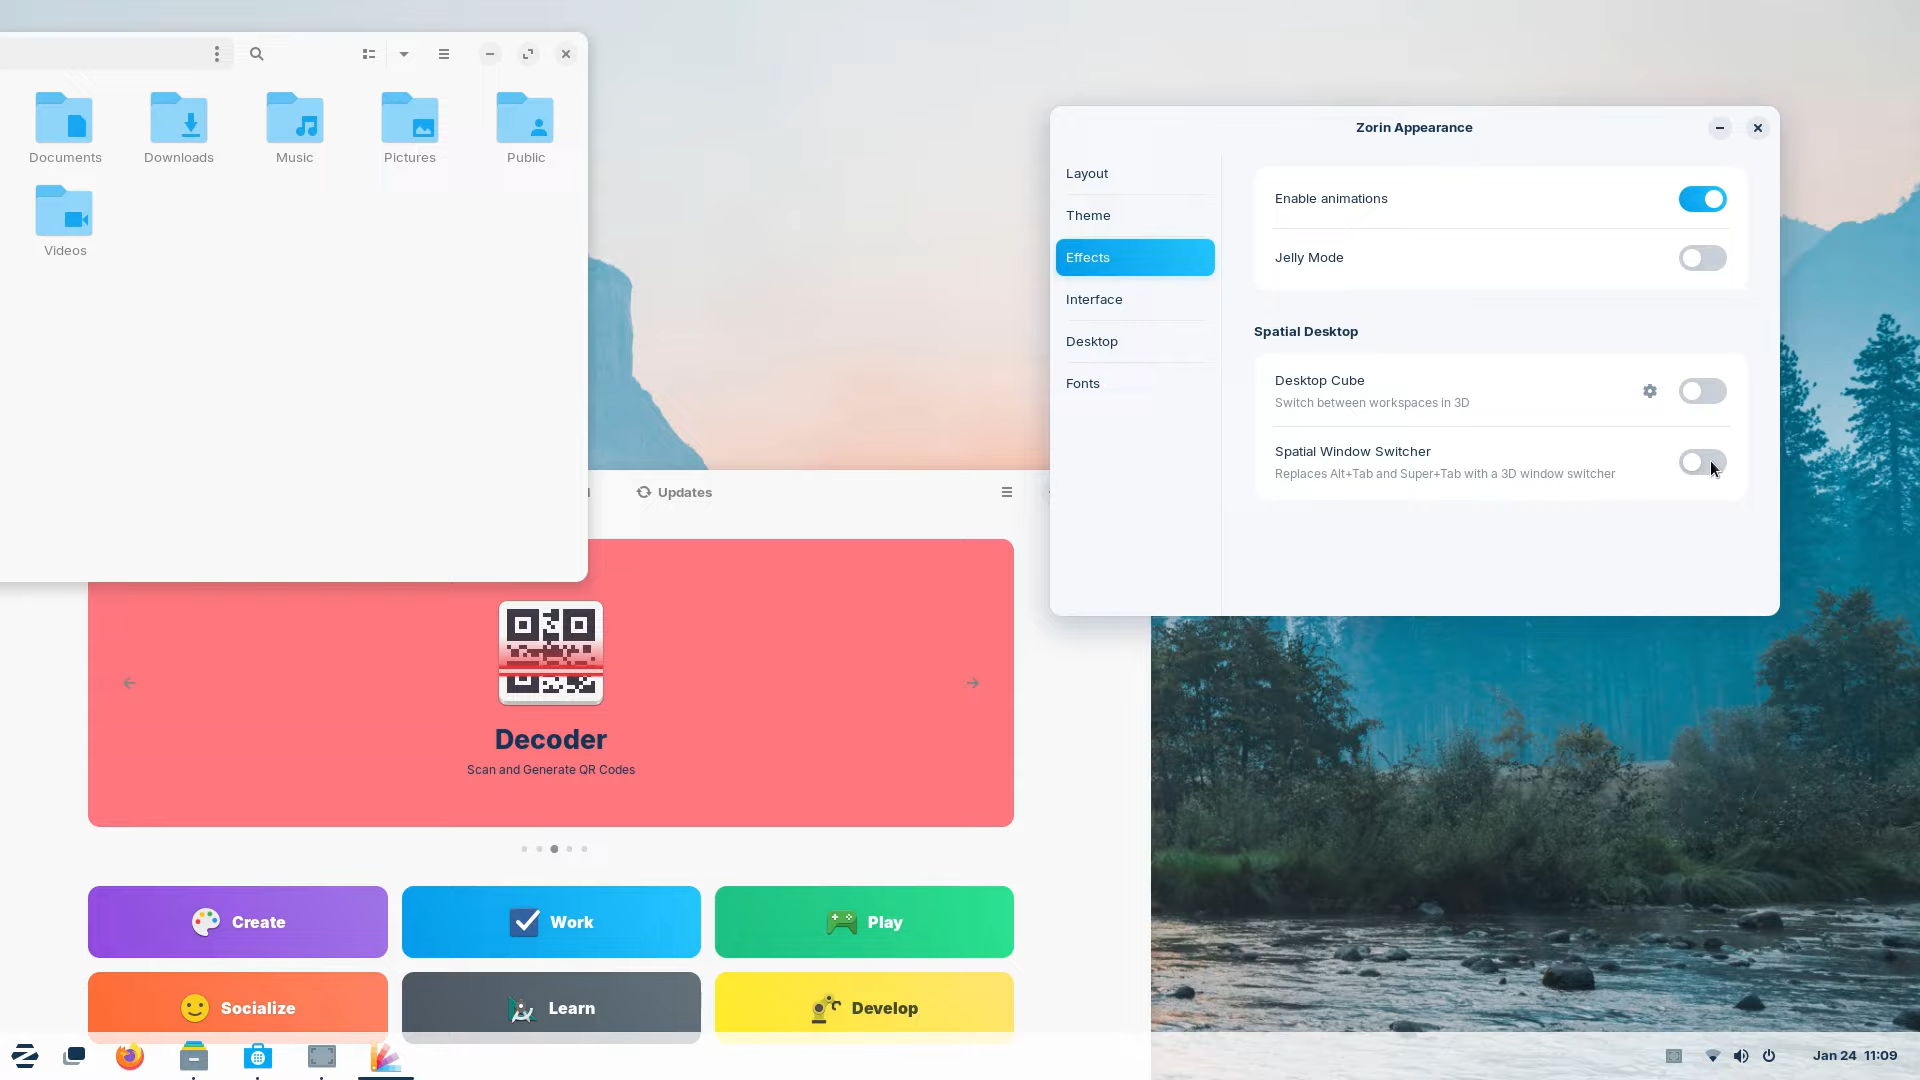 Documents
Downloads
Music
Pictures
Public
Videos
Zorin Appearance
Layout
Theme
Effects
Interface
Desktop
Fonts
Enable animations
Jelly Mode
Spatial Desktop
Desktop Cube
Switch between workspaces in 3D
Spatial Window Switcher
Replaces Alt+Tab and Super+Tab with a 3D window switcher
Updates
Decoder
Scan and Generate QR Codes
Create
Work
Play
Socialize
Learn
Develop
Jan 24 11:09